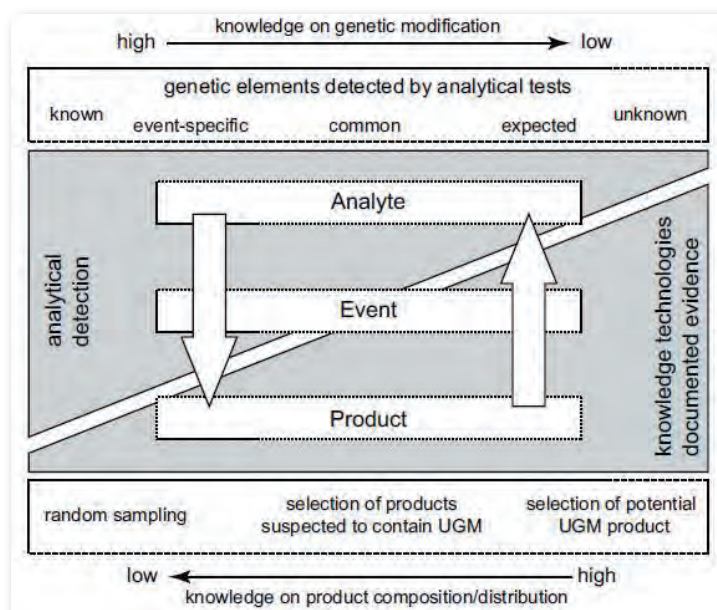 knowledge on genetic modification
high low
genetic elements detected by analytical tests
known event-specific common expected unknown
Analyte
analytical
detection
Event
knowledge technologies
documented evidence
Product
random sampling
selection of products
suspected to contain UGM
selection of potential
UGM product
low high
knowledge on product composition/distribution